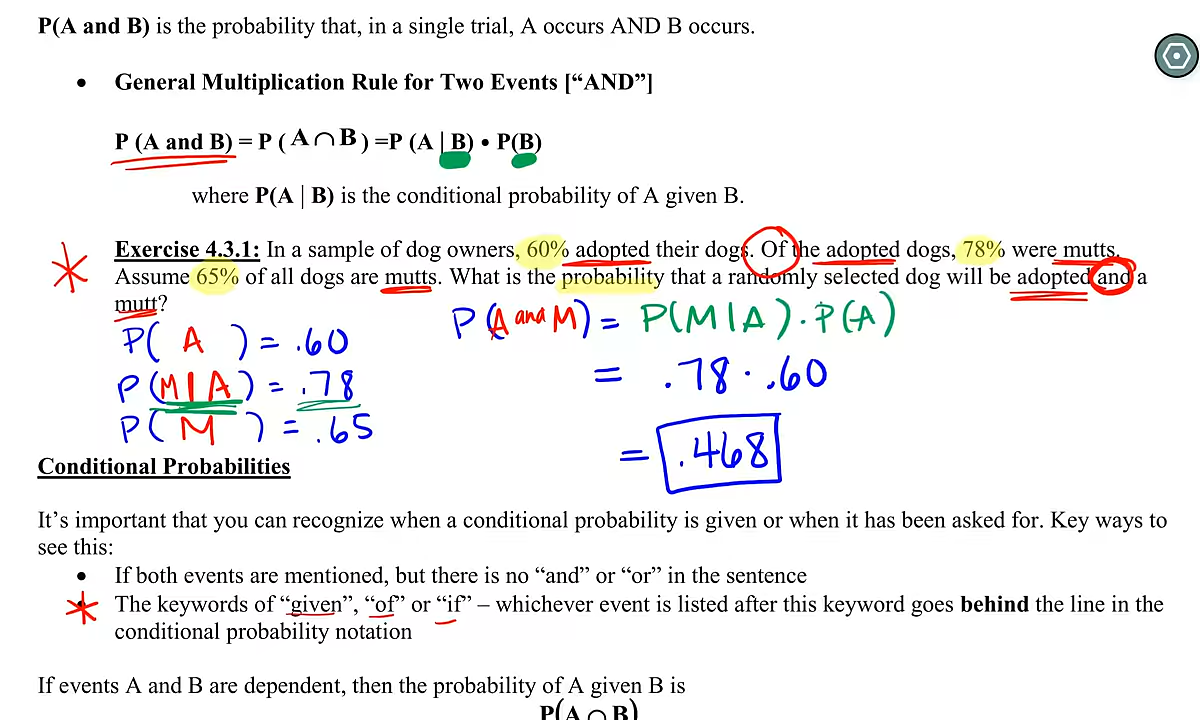 P(A and B) is the probability that, in a single trial, A occurs AND B occurs.
• General Multiplication Rule for Two Events [“AND”]
P (A and B) = P ( A∩B ) =P (A | B) • P(B)
where P(A | B) is the conditional probability of A given B.
Exercise 4.3.1: In a sample of dog owners, 60% adopted their dogs. Of the adopted dogs, 78% were mutts.
Assume 65% of all dogs are mutts. What is the probability that a randomly selected dog will be adopted and a
mutt?
P( A ) = .60
P(M|A) = .78
P( M ) = .65
P(A and M) = P(M|A) · P(A)
= .78 · .60
= .468
Conditional Probabilities
It’s important that you can recognize when a conditional probability is given or when it has been asked for. Key ways to
see this:
• If both events are mentioned, but there is no “and” or “or” in the sentence
• The keywords of “given”, “of” or “if” – whichever event is listed after this keyword goes behind the line in the
conditional probability notation
If events A and B are dependent, then the probability of A given B is
P(A∩B)